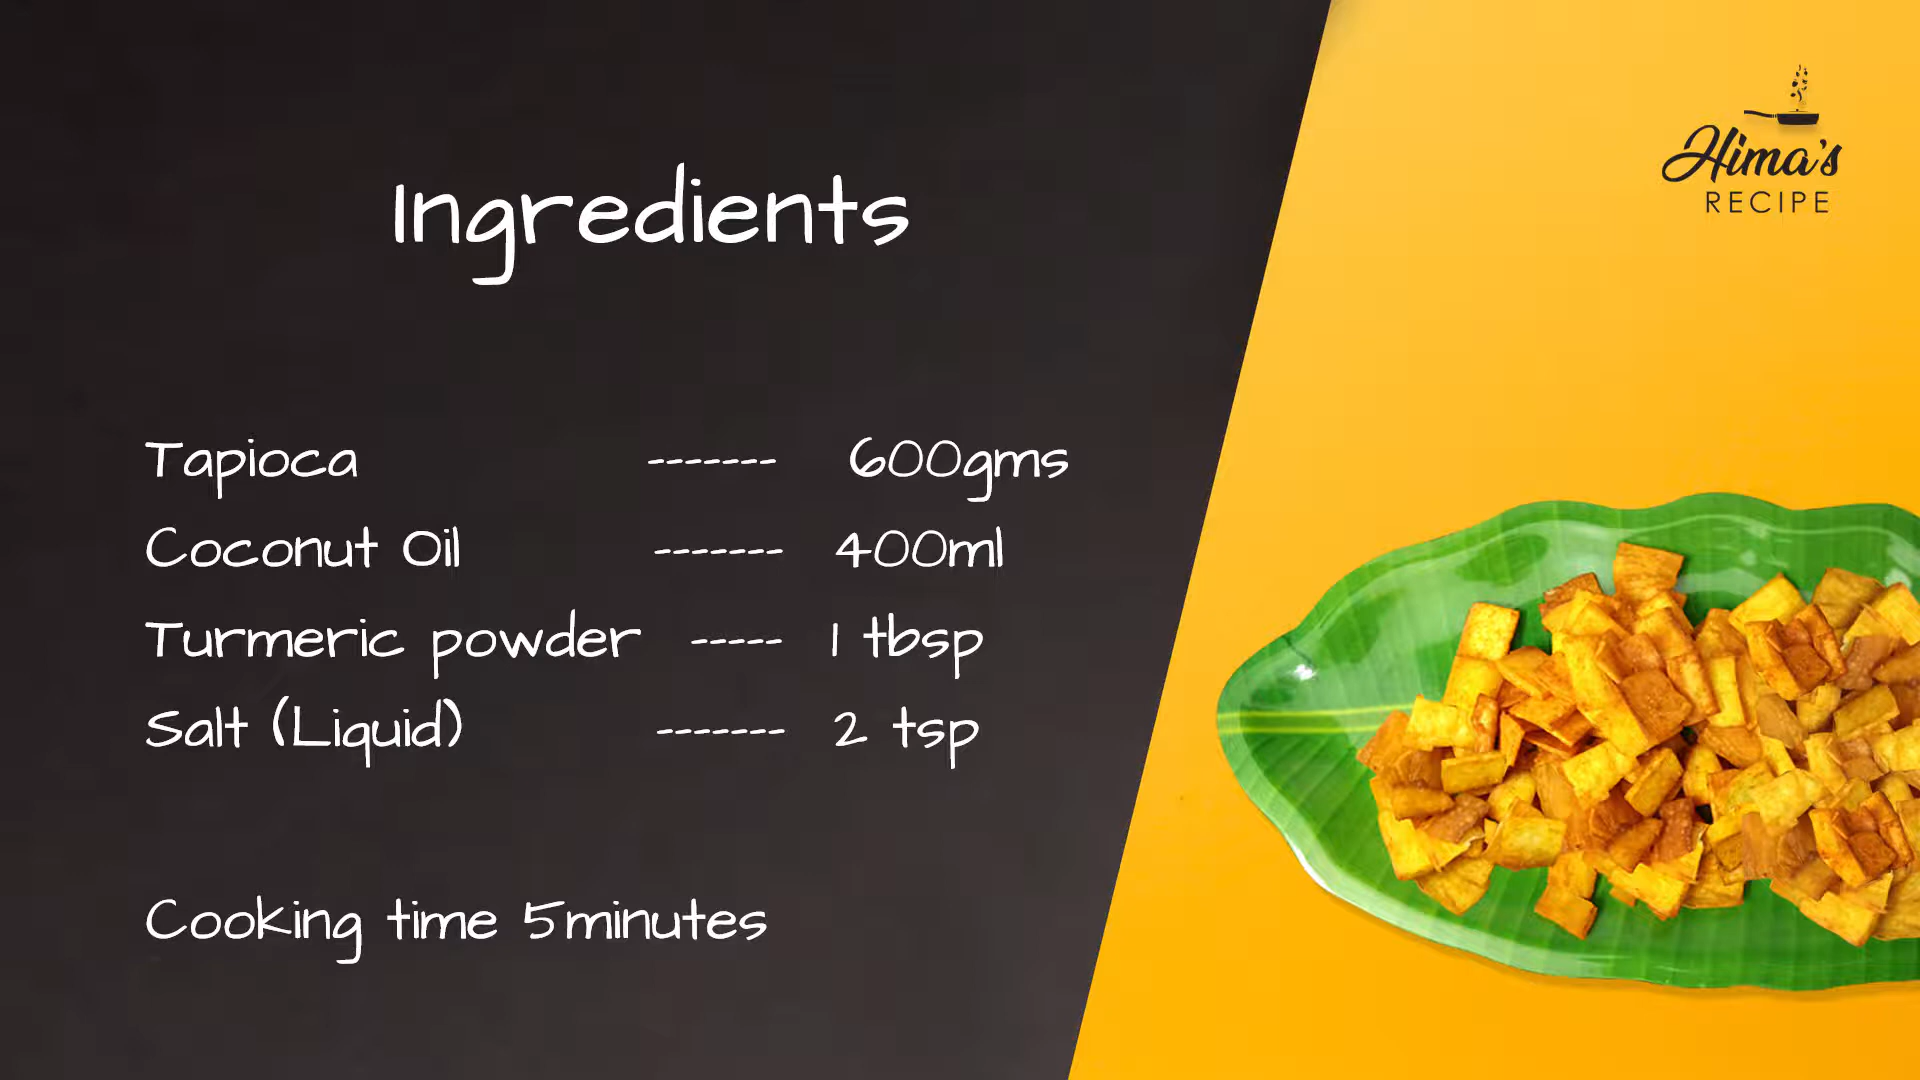 Hima's
RECIPE
Ingredients
Tapioca ------- 600gms
Coconut Oil ------- 400ml
Turmeric powder ----- 1 tbsp
Salt (Liquid) ------- 2 tsp
Cooking time 5minutes